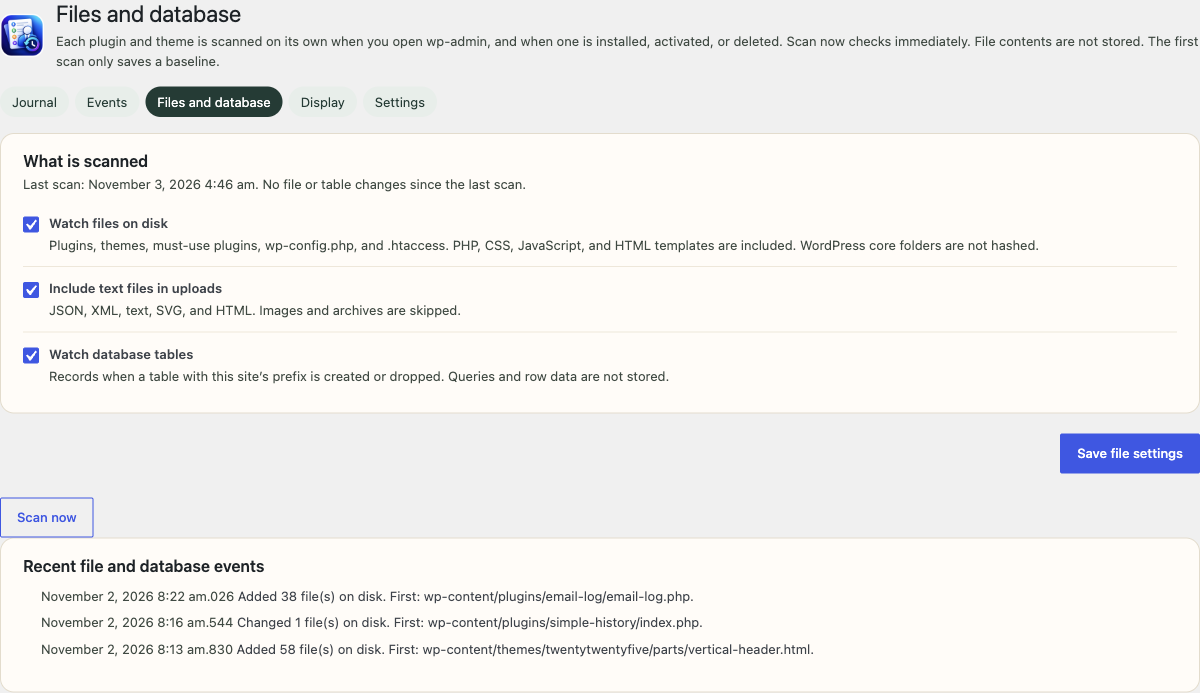 Files and database
Each plugin and theme is scanned on its own when you open wp-admin, and when one is installed, activated, or deleted. Scan now checks immediately. File contents are not stored. The first
scan only saves a baseline.
Journal
Events
Files and database
Display
Settings
What is scanned
Last scan: November 3, 2026 4:46 am. No file or table changes since the last scan.
Watch files on disk
Plugins, themes, must-use plugins, wp-config.php, and .htaccess. PHP, CSS, JavaScript, and HTML templates are included. WordPress core folders are not hashed.
Include text files in uploads
JSON, XML, text, SVG, and HTML. Images and archives are skipped.
Watch database tables
Records when a table with this site's prefix is created or dropped. Queries and row data are not stored.
Save file settings
Scan now
Recent file and database events
November 2, 2026 8:22 am.026 Added 38 file(s) on disk. First: wp-content/plugins/email-log/email-log.php.
November 2, 2026 8:16 am.544 Changed 1 file(s) on disk. First: wp-content/plugins/simple-history/index.php.
November 2, 2026 8:13 am.830 Added 58 file(s) on disk. First: wp-content/themes/twentytwentyfive/parts/vertical-header.html.